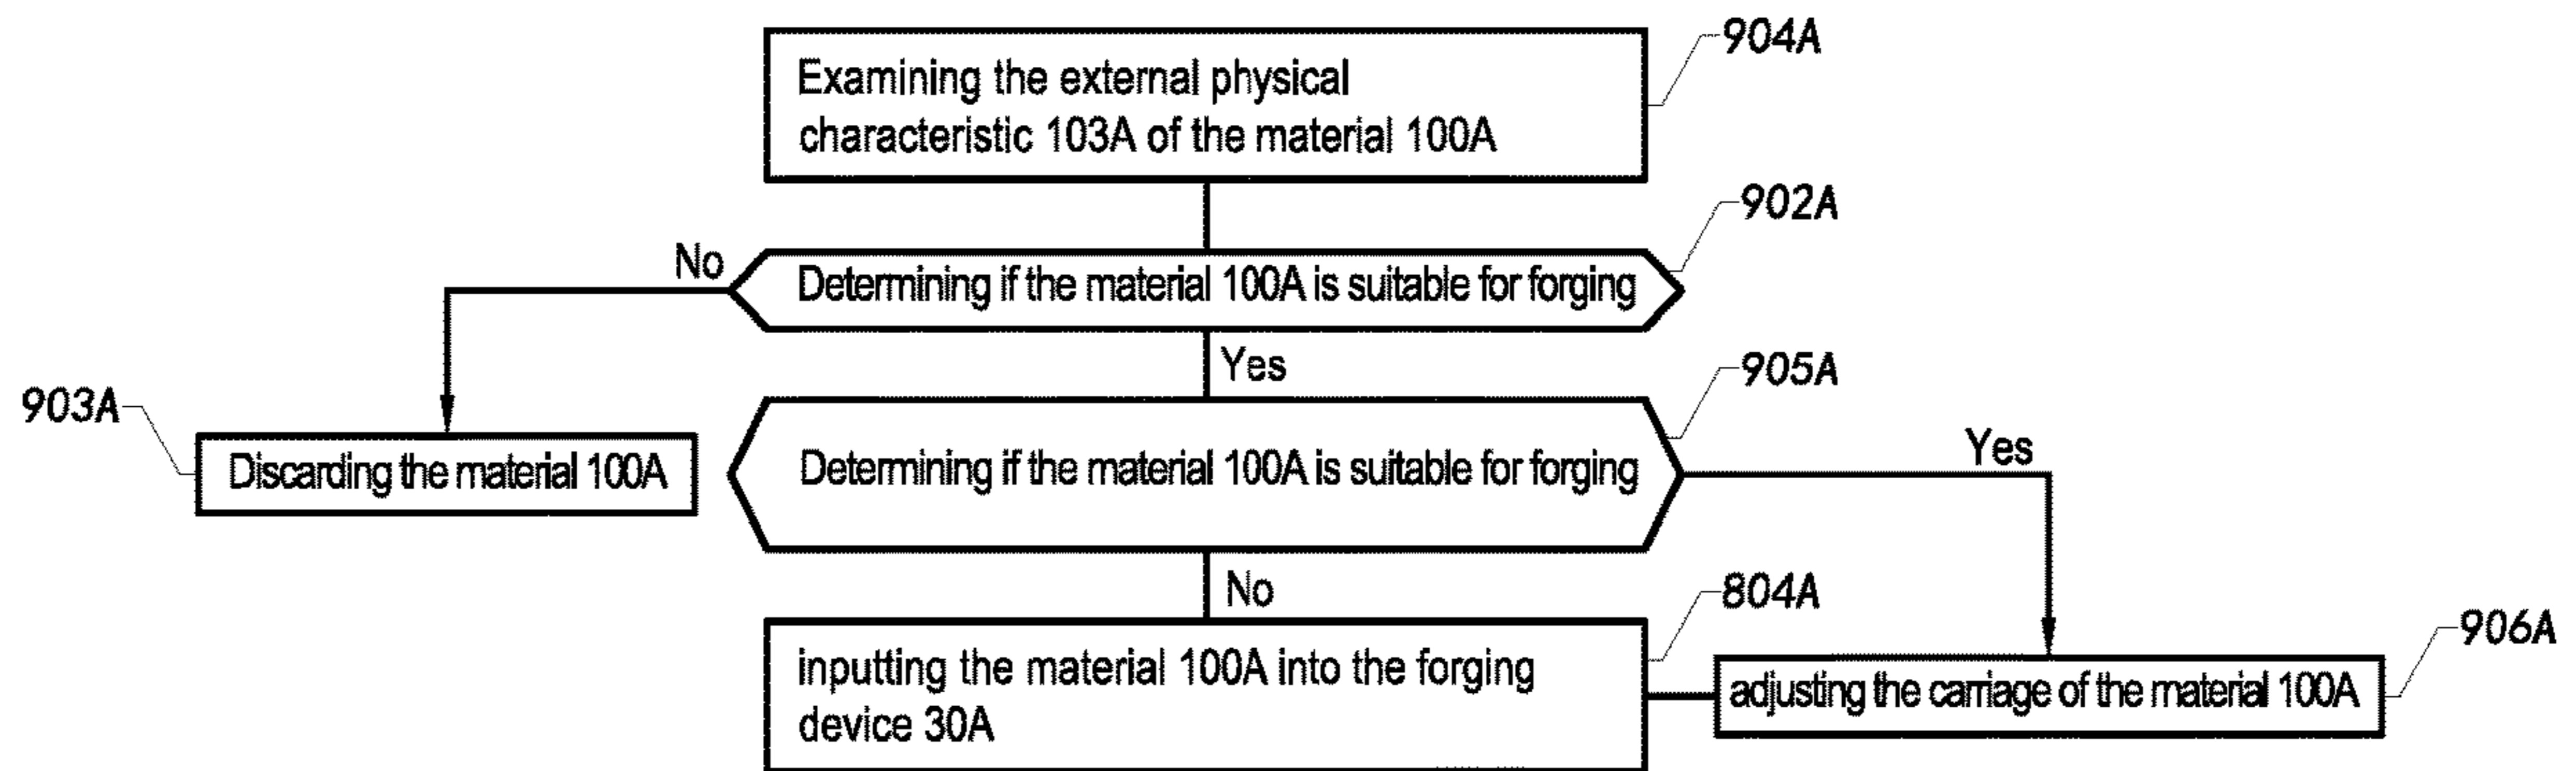 904A
Examining the external physical
characteristic 103A of the material 100A
902A
No
Determining if the material 100A is suitable for forging
Yes
905A
903A
Discarding the material 100A
Determining if the material 100A is suitable for forging
Yes
No
804A
906A
inputting the material 100A into the forging
device 30A
adjusting the carriage of the material 100A